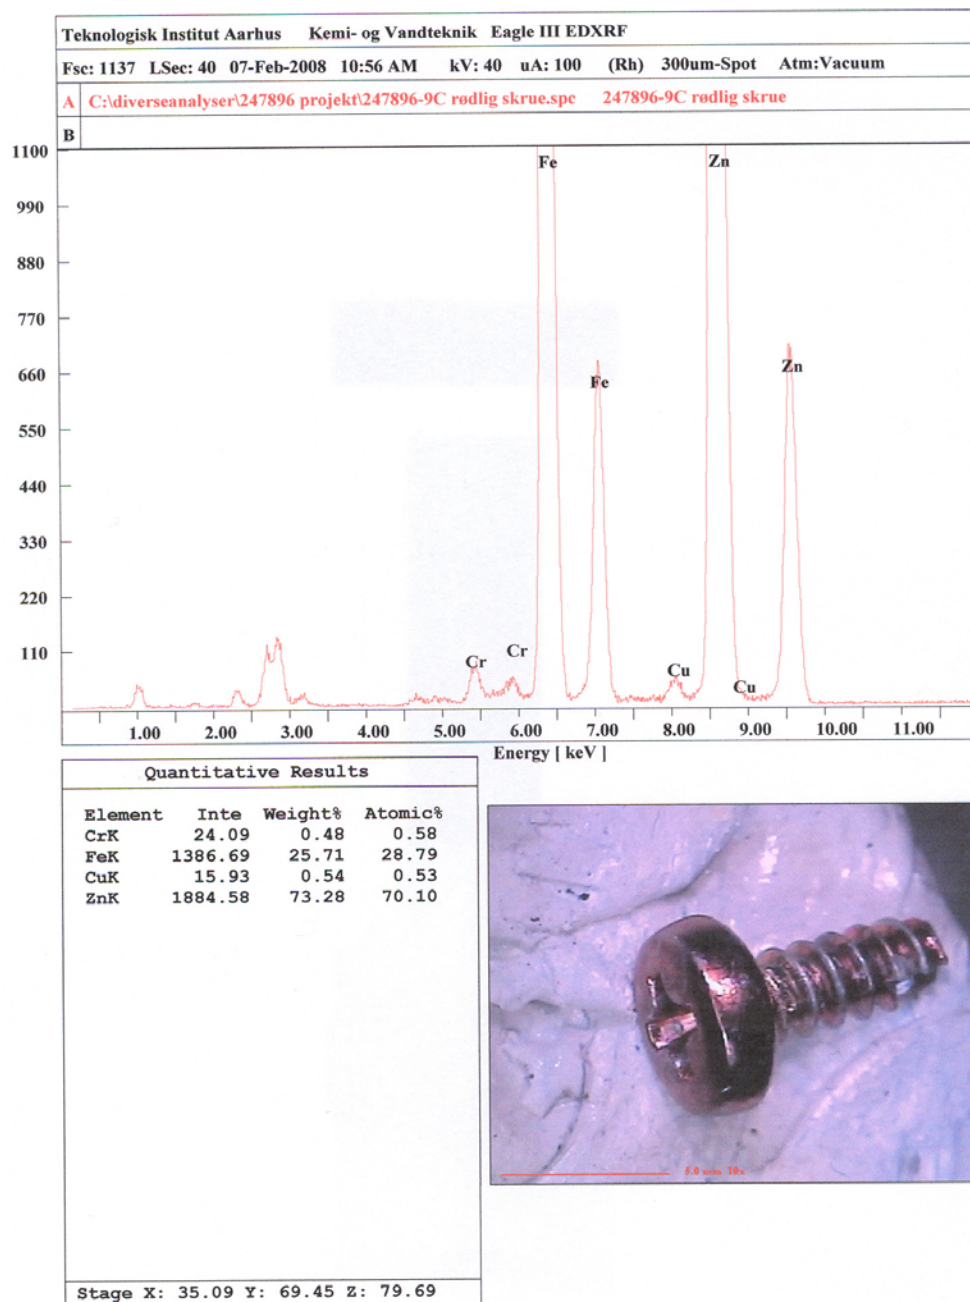 Teknologisk Institut Aarhus Kemi- og Vandteknik Eagle III EDXRF
Fsc: 1137 LSec: 40 07-Feb-2008 10:56 AM kV: 40 uA: 100 (Rh) 300um-Spot Atm:Vacuum
A C:\diverseanalyser\247896 projekt\247896-9C rødlig skrue.spc 247896-9C rødlig skrue
B
1100
Fe Zn
990
880
770
660
Fe Zn
550
440
330
220
110
Cr Cr Cu Cu
1.00 2.00 3.00 4.00 5.00 6.00 7.00 8.00 9.00 10.00 11.00
Energy [ keV ]
Quantitative Results
Element Inte Weight% Atomic%
CrK 24.09 0.48 0.58
FeK 1386.69 25.71 28.79
CuK 15.93 0.54 0.53
ZnK 1884.58 73.28 70.10
5.0 mm 10x
Stage X: 35.09 Y: 69.45 Z: 79.69